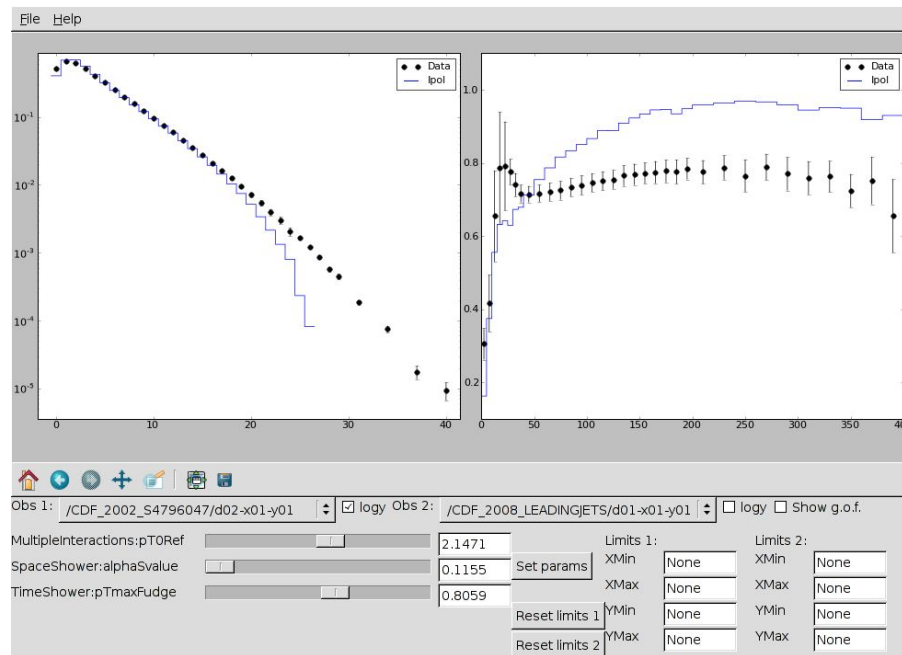 File Help
Data
Ipol
10^-1
10^-2
10^-3
10^-4
10^-5
0 10 20 30 40
Data
Ipol
1.0
0.8
0.6
0.4
0.2
0 50 100 150 200 250 300 350 40
Obs 1: /CDF_2002_S4796047/d02-x01-y01 logy Obs 2: /CDF_2008_LEADINGJETS/d01-x01-y01 logy Show g.o.f.
MultipleInteractions:pT0Ref 2.1471
SpaceShower:alphaSvalue 0.1155
TimeShower:pTmaxFudge 0.8059
Set params
Reset limits 1
Reset limits 2
Limits 1:
XMin None
XMax None
YMin None
YMax None
Limits 2:
XMin None
XMax None
YMin None
YMax None